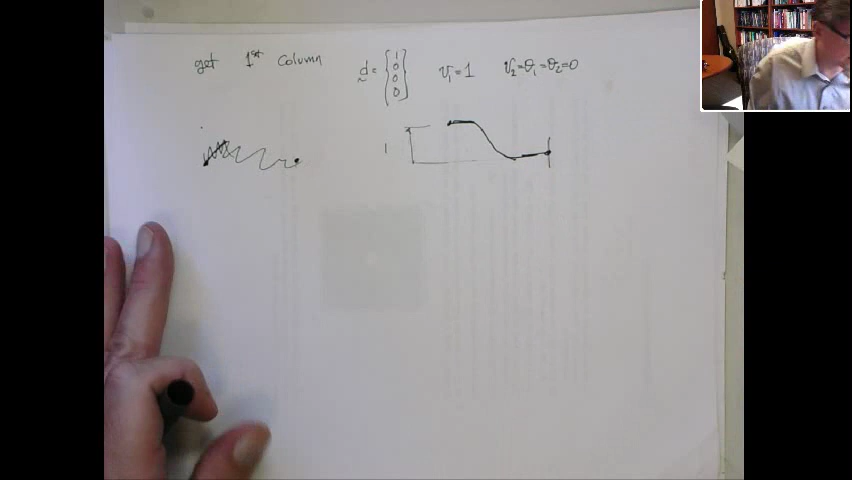 get 1st column d = {1 0 0 0} v₁ = 1 v₂ = θ₁ = θ₂ = 0
1